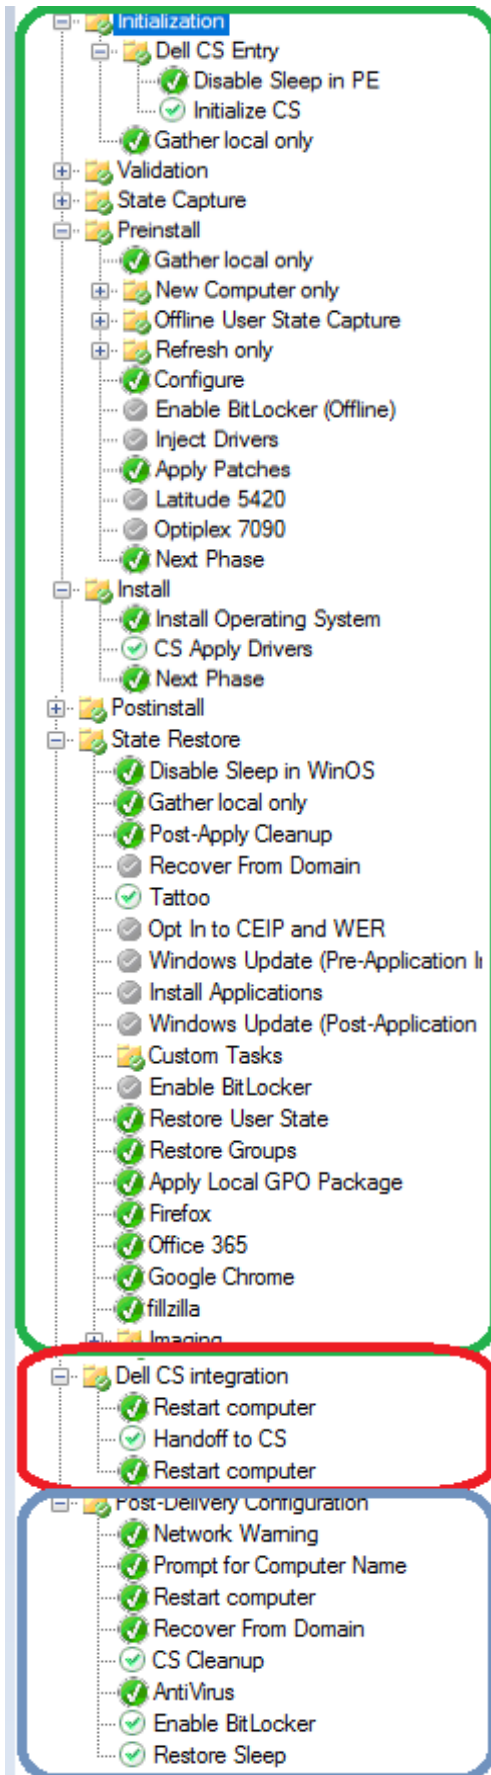 Initialization
Dell CS Entry
Disable Sleep in PE
Initialize CS
Gather local only
Validation
State Capture
Preinstall
Gather local only
New Computer only
Offline User State Capture
Refresh only
Configure
Enable BitLocker (Offline)
Inject Drivers
Apply Patches
Latitude 5420
Optiplex 7090
Next Phase
Install
Install Operating System
CS Apply Drivers
Next Phase
Postinstall
State Restore
Disable Sleep in WinOS
Gather local only
Post-Apply Cleanup
Recover From Domain
Tattoo
Opt In to CEIP and WER
Windows Update (Pre-Application I
Install Applications
Windows Update (Post-Application
Custom Tasks
Enable BitLocker
Restore User State
Restore Groups
Apply Local GPO Package
Firefox
Office 365
Google Chrome
fillzilla
Imaging
Dell CS integration
Restart computer
Handoff to CS
Restart computer
Post-Delivery Configuration
Network Warning
Prompt for Computer Name
Restart computer
Recover From Domain
CS Cleanup
AntiVirus
Enable BitLocker
Restore Sleep